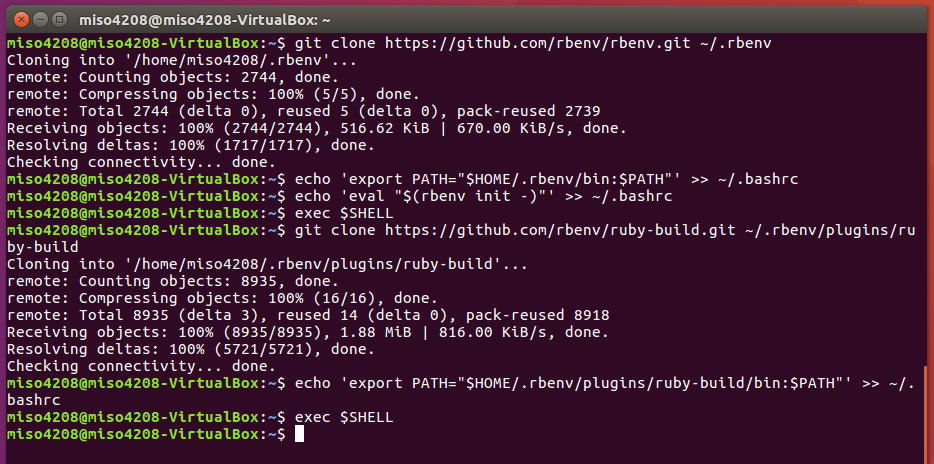 miso4208@miso4208-VirtualBox: ~
miso4208@miso4208-VirtualBox:~$ git clone https://github.com/rbenv/rbenv.git ~/.rbenv
Cloning into '/home/miso4208/.rbenv'...
remote: Counting objects: 2744, done.
remote: Compressing objects: 100% (5/5), done.
remote: Total 2744 (delta 0), reused 5 (delta 0), pack-reused 2739
Receiving objects: 100% (2744/2744), 516.62 KiB | 670.00 KiB/s, done.
Resolving deltas: 100% (1717/1717), done.
Checking connectivity... done.
miso4208@miso4208-VirtualBox:~$ echo 'export PATH="$HOME/.rbenv/bin:$PATH"' >> ~/.bashrc
miso4208@miso4208-VirtualBox:~$ echo 'eval "$(rbenv init -)"' >> ~/.bashrc
miso4208@miso4208-VirtualBox:~$ exec $SHELL
miso4208@miso4208-VirtualBox:~$ git clone https://github.com/rbenv/ruby-build.git ~/.rbenv/plugins/ru
by-build
Cloning into '/home/miso4208/.rbenv/plugins/ruby-build'...
remote: Counting objects: 8935, done.
remote: Compressing objects: 100% (16/16), done.
remote: Total 8935 (delta 3), reused 14 (delta 0), pack-reused 8918
Receiving objects: 100% (8935/8935), 1.88 MiB | 816.00 KiB/s, done.
Resolving deltas: 100% (5721/5721), done.
Checking connectivity... done.
miso4208@miso4208-VirtualBox:~$ echo 'export PATH="$HOME/.rbenv/plugins/ruby-build/bin:$PATH"' >> ~/.
bashrc
miso4208@miso4208-VirtualBox:~$ exec $SHELL
miso4208@miso4208-VirtualBox:~$